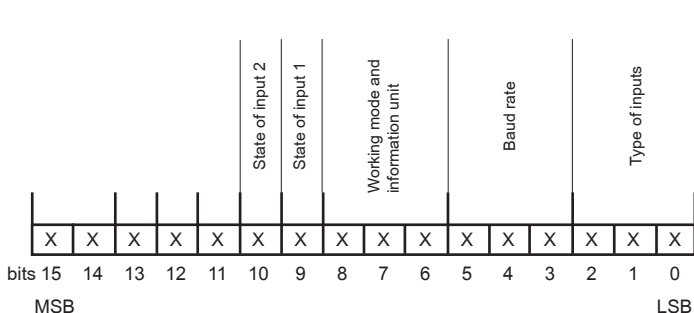 State of input 2
State of input 1
Working mode and
information unit
Baud rate
Type of inputs
X X X X X X X X X X X X X X X X
bits 15 14 13 12 11 10 9 8 7 6 5 4 3 2 1 0
MSB LSB